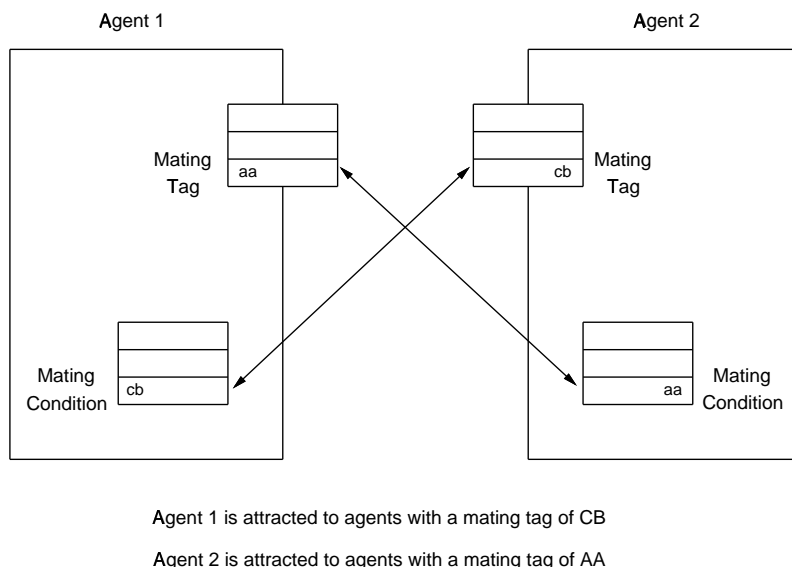 Agent 1
Agent 2
Mating
Tag
aa
cb
Mating
Tag
Mating
Condition
cb
aa
Mating
Condition
Agent 1 is attracted to agents with a mating tag of CB
Agent 2 is attracted to agents with a mating tag of AA